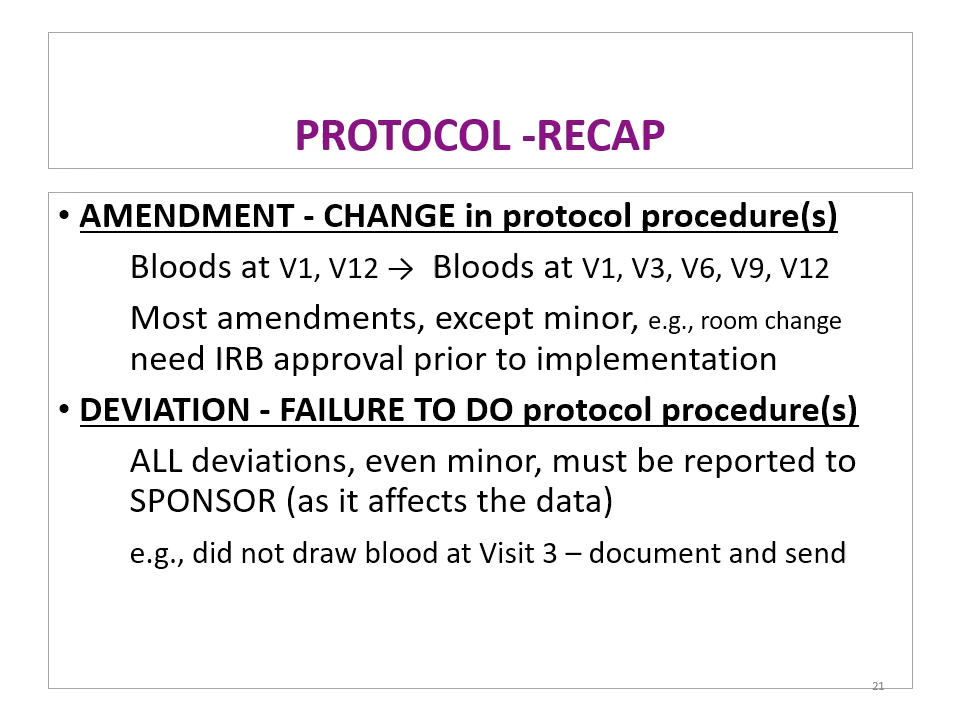 PROTOCOL -RECAP
• AMENDMENT - CHANGE in protocol procedure(s)
Bloods at V1, V12 → Bloods at V1, V3, V6, V9, V12
Most amendments, except minor, e.g., room change
need IRB approval prior to implementation
• DEVIATION - FAILURE TO DO protocol procedure(s)
ALL deviations, even minor, must be reported to
SPONSOR (as it affects the data)
e.g., did not draw blood at Visit 3 – document and send
21